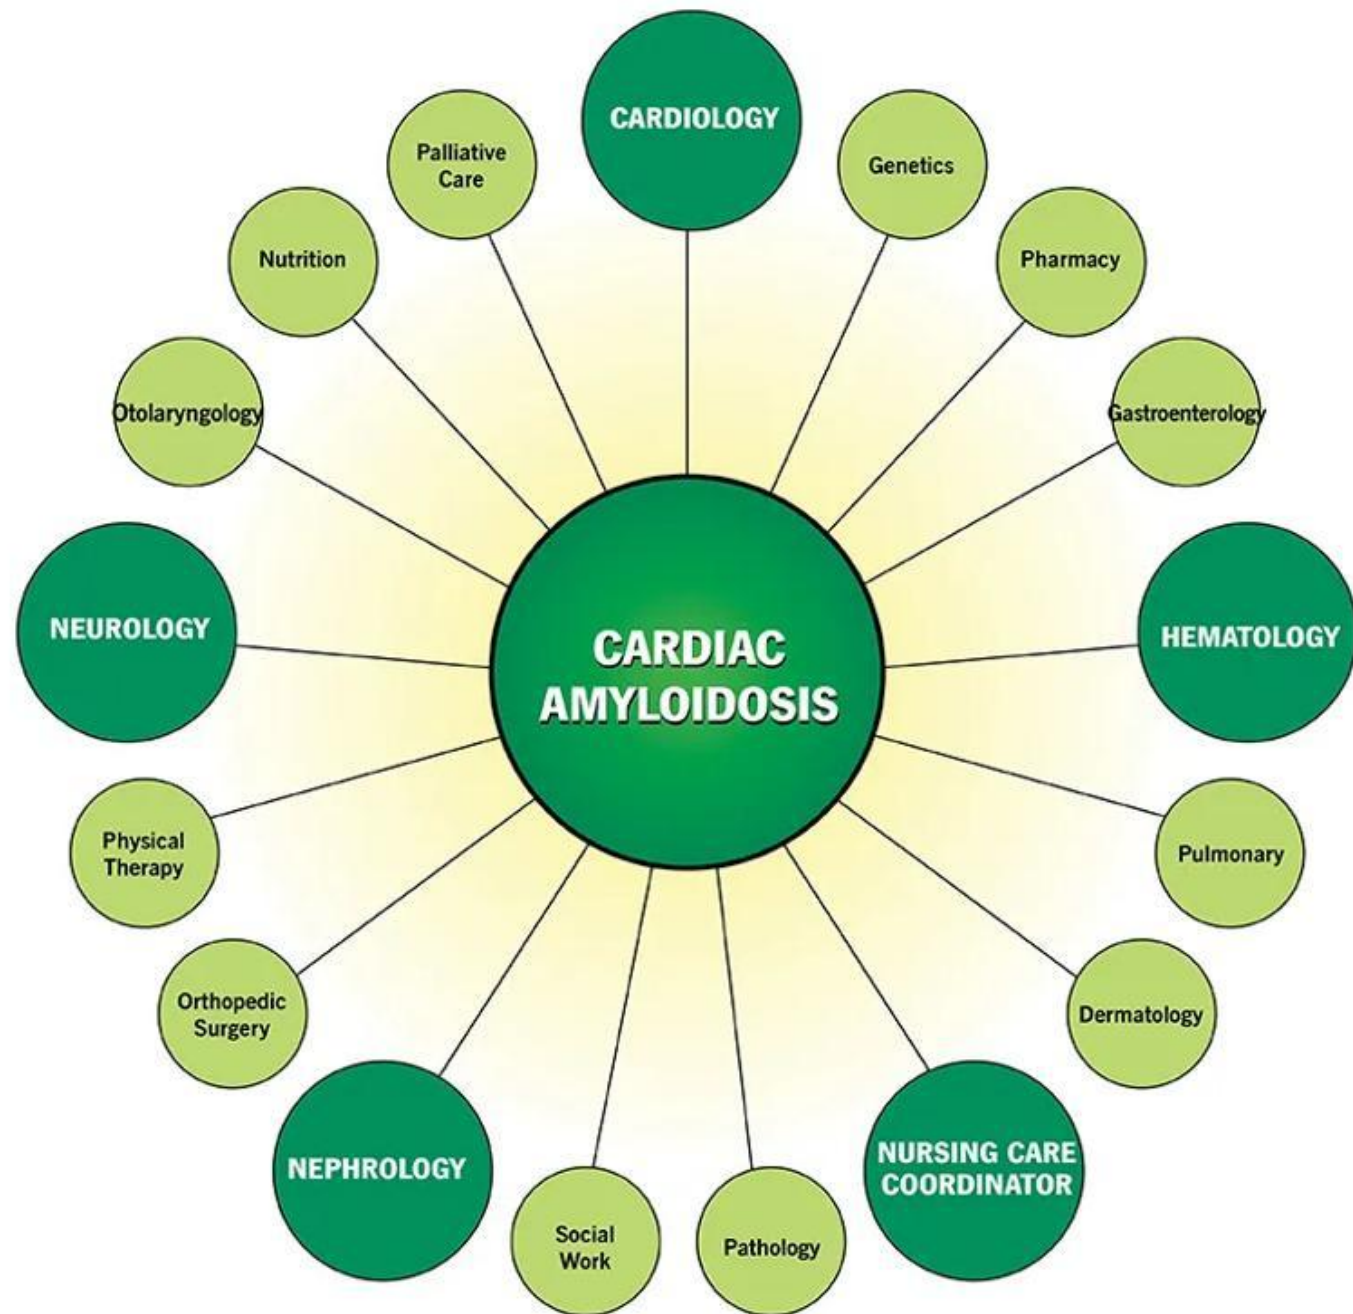 CARDIOLOGY
Genetics
Pharmacy
Gastroenterology
HEMATOLOGY
Pulmonary
Dermatology
NURSING CARE
COORDINATOR
Pathology
Social
Work
NEPHROLOGY
Orthopedic
Surgery
Physical
Therapy
NEUROLOGY
Otolaryngology
Nutrition
Palliative
Care
CARDIAC
AMYLOIDOSIS